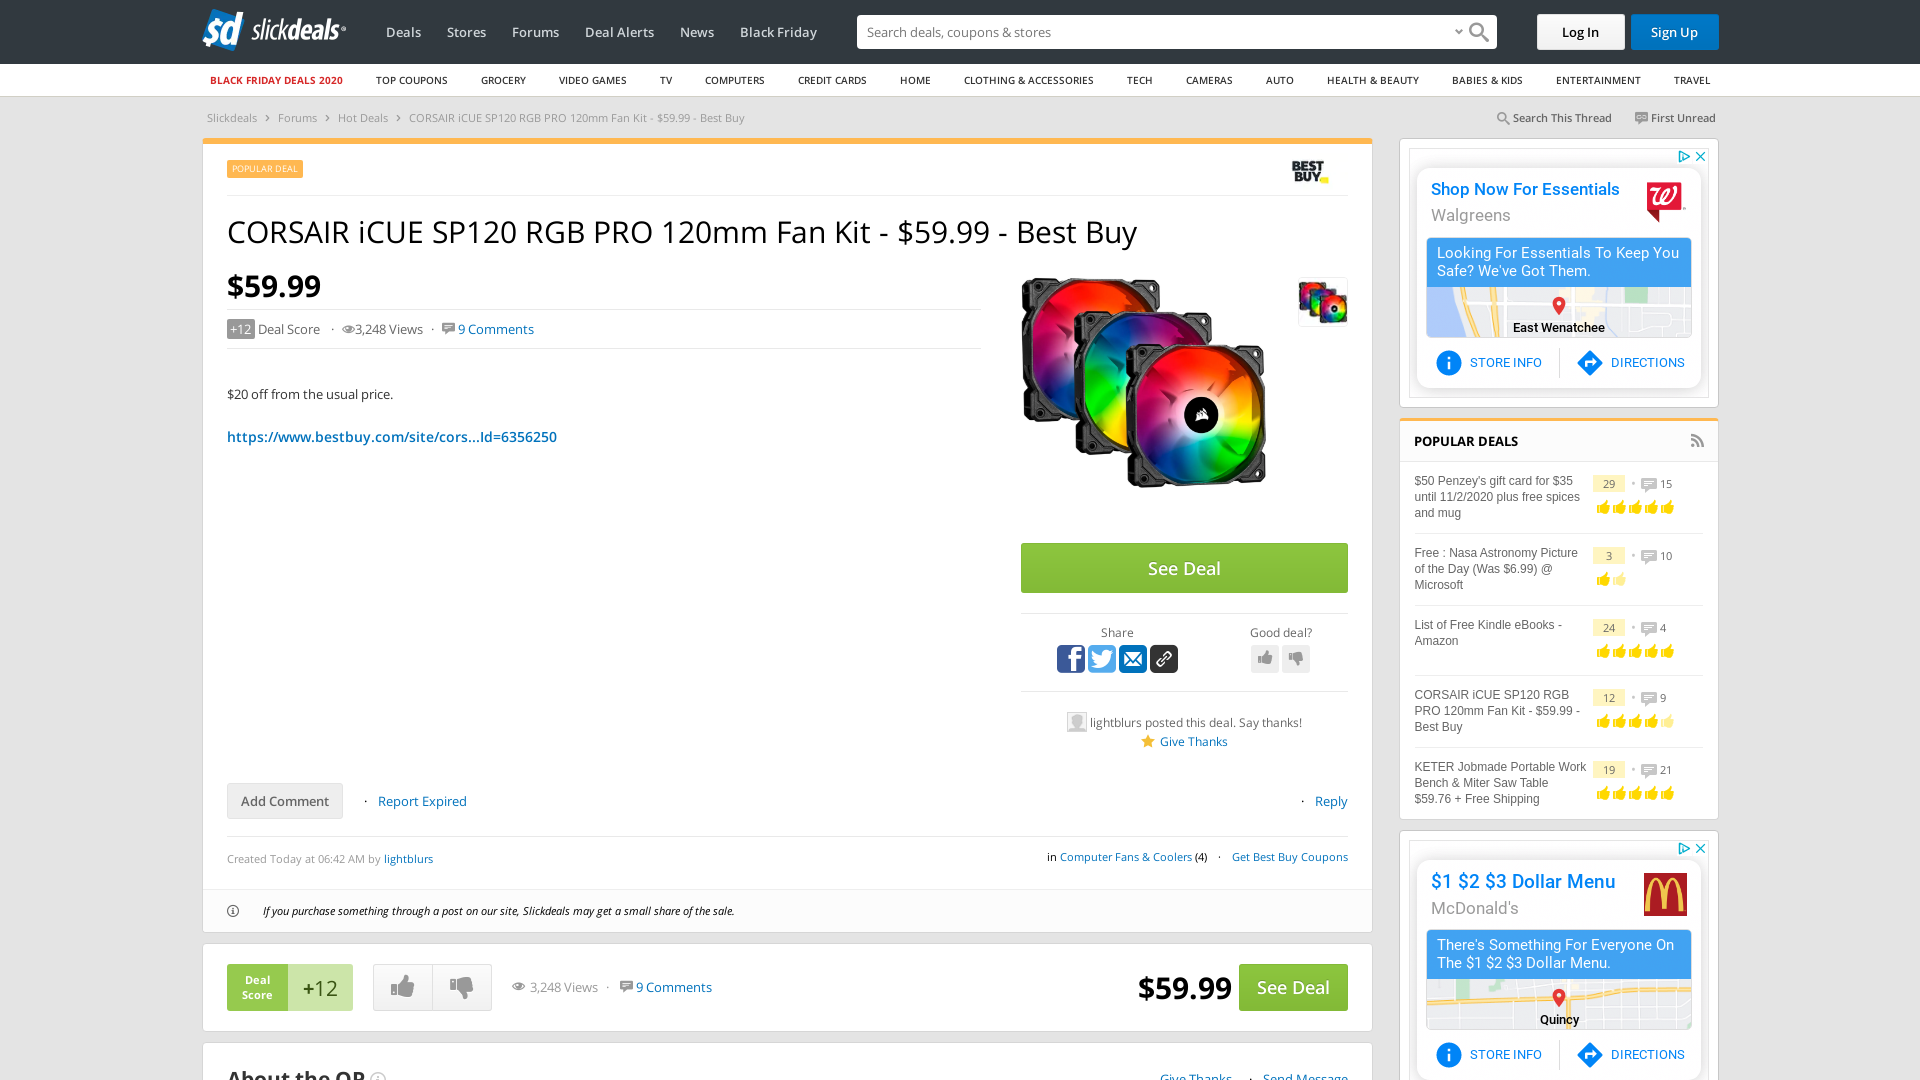 slickdeals
Deals
Stores
Forums
Deal Alerts
News
Black Friday
Search deals, coupons & stores
Log In
Sign Up
BLACK FRIDAY DEALS 2020
TOP COUPONS
GROCERY
VIDEO GAMES
TV
COMPUTERS
CREDIT CARDS
HOME
CLOTHING & ACCESSORIES
TECH
CAMERAS
AUTO
HEALTH & BEAUTY
BABIES & KIDS
ENTERTAINMENT
TRAVEL
Slickdeals › Forums › Hot Deals › CORSAIR iCUE SP120 RGB PRO 120mm Fan Kit - $59.99 - Best Buy
Search This Thread
First Unread
POPULAR DEAL
BEST
BUY
CORSAIR iCUE SP120 RGB PRO 120mm Fan Kit - $59.99 - Best Buy
$59.99
+12 Deal Score · 3,248 Views · 9 Comments
$20 off from the usual price.
https://www.bestbuy.com/site/cors...Id=6356250
See Deal
Share
Good deal?
lightblurs posted this deal. Say thanks!
Give Thanks
Add Comment
· Report Expired
· Reply
Created Today at 06:42 AM by lightblurs
in Computer Fans & Coolers (4) · Get Best Buy Coupons
If you purchase something through a post on our site, Slickdeals may get a small share of the sale.
Deal
Score
+12
3,248 Views · 9 Comments
$59.99
See Deal
About the OP
Give Thanks · Send Message
Shop Now For Essentials
Walgreens
Looking For Essentials To Keep You
Safe? We've Got Them.
East Wenatchee
STORE INFO
DIRECTIONS
POPULAR DEALS
$50 Penzey's gift card for $35
until 11/2/2020 plus free spices
and mug
29 • 15
Free : Nasa Astronomy Picture
of the Day (Was $6.99) @
Microsoft
3 • 10
List of Free Kindle eBooks -
Amazon
24 • 4
CORSAIR iCUE SP120 RGB
PRO 120mm Fan Kit - $59.99 -
Best Buy
12 • 9
KETER Jobmade Portable Work
Bench & Miter Saw Table
$59.76 + Free Shipping
19 • 21
$1 $2 $3 Dollar Menu
McDonald's
There's Something For Everyone On
The $1 $2 $3 Dollar Menu.
Quincy
STORE INFO
DIRECTIONS